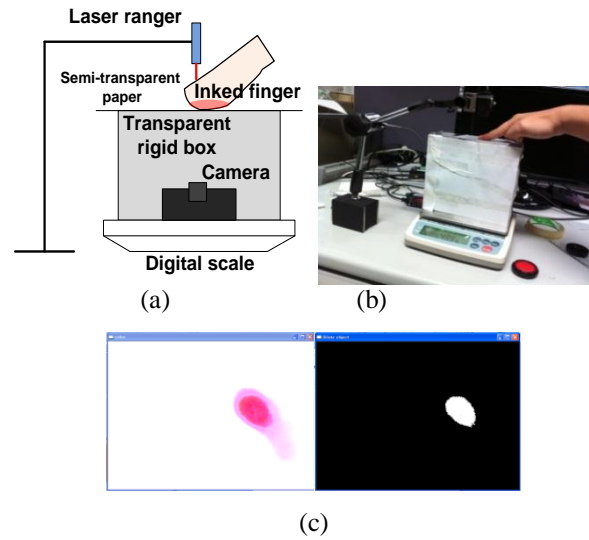 Laser ranger
Semi-transparent
paper
Inked finger
Transparent
rigid box
Camera
Digital scale
(a)
(b)
(c)